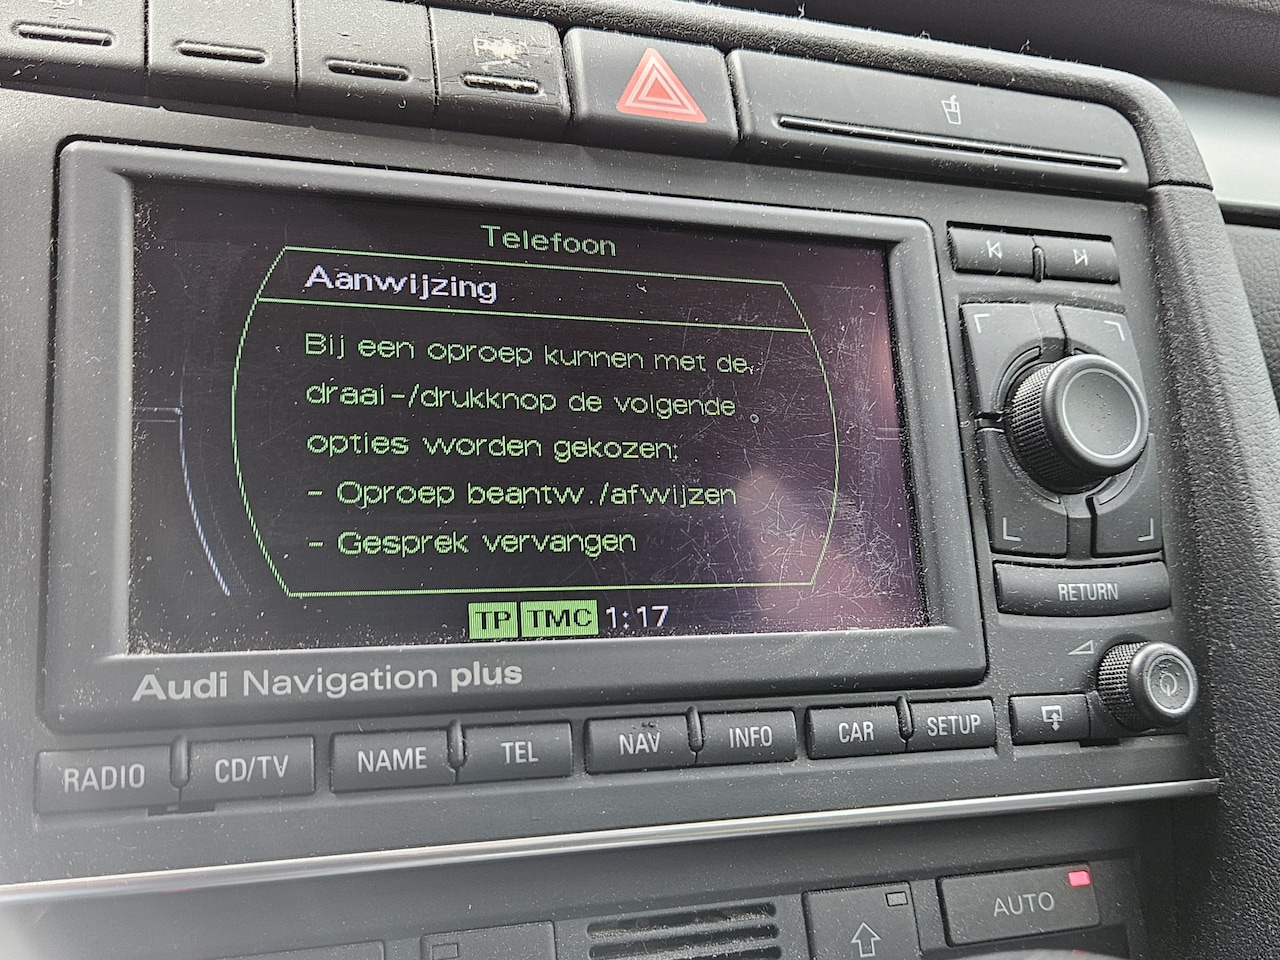 Telefoon
Aanwijzing
Bij een oproep kunnen met de
draai-/drukknop de volgende
opties worden gekozen:
- Oproep beantw./afwijzen
- Gesprek vervangen
TP TMC 1:17
Audi Navigation plus
RETURN
RADIO CD/TV NAME TEL NAV INFO CAR SETUP
AUTO